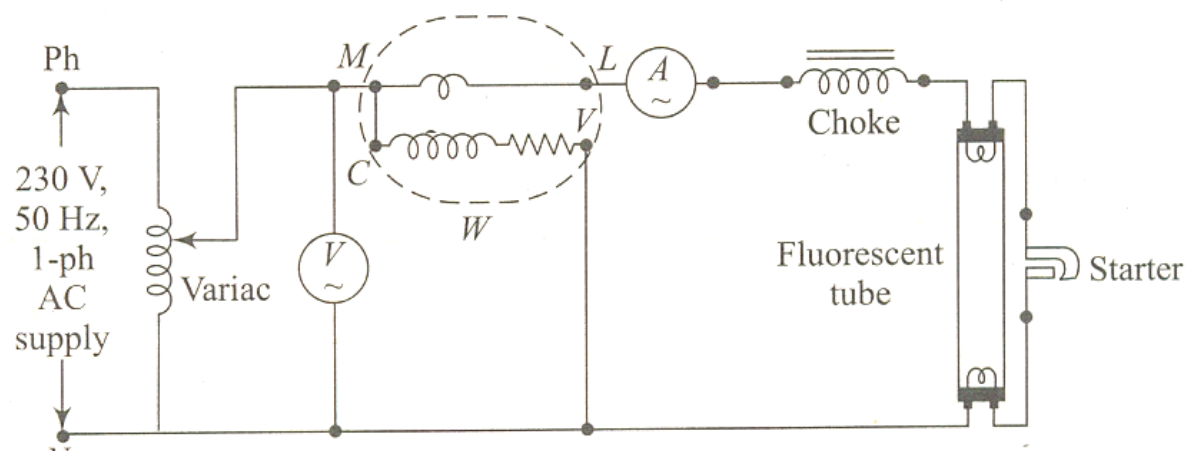 Ph
230 V,
50 Hz,
1-ph
AC
supply
Variac
V
~
M
C
W
L
V
A
~
Choke
Fluorescent
tube
Starter